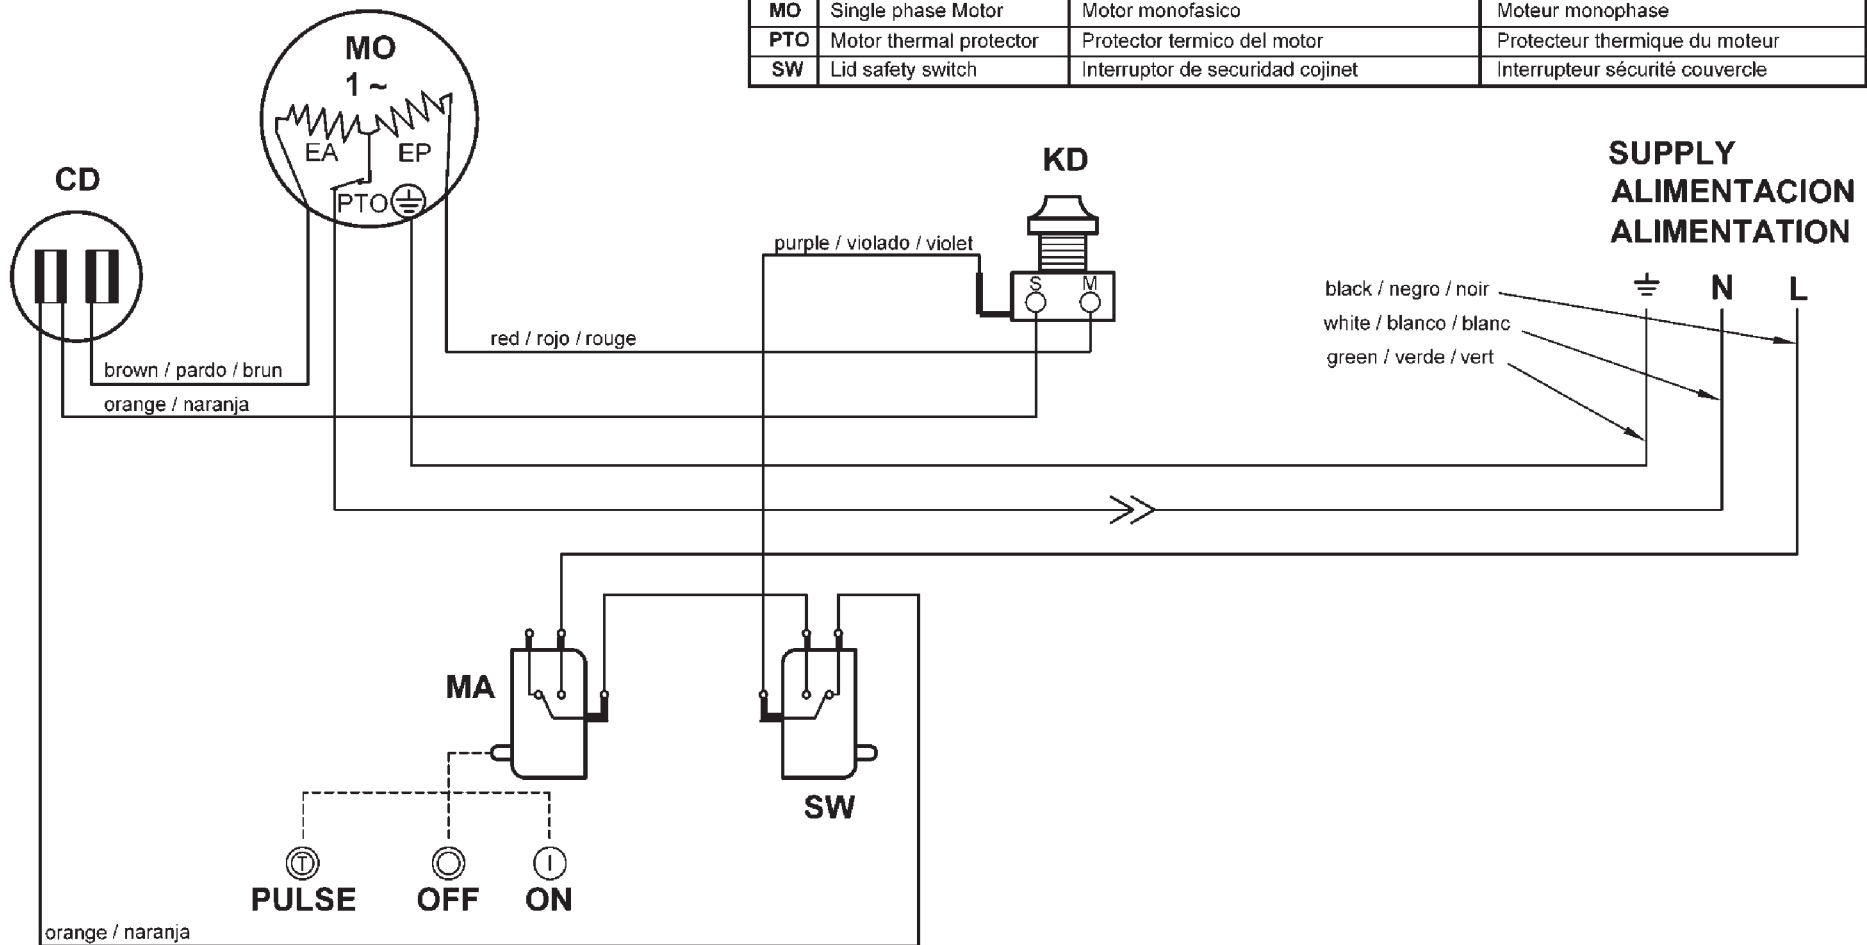 MO Single phase Motor Motor monofasico Moteur monophase
PTO Motor thermal protector Protector termico del motor Protecteur thermique du moteur
SW Lid safety switch Interruptor de securidad cojinet Interrupteur sécurité couvercle
MO
1 ~
EA EP
PTO
CD
KD
S M
SUPPLY
ALIMENTACION
ALIMENTATION
N L
purple / violado / violet
black / negro / noir
white / blanco / blanc
green / verde / vert
red / rojo / rouge
brown / pardo / brun
orange / naranja
MA
SW
T I
PULSE OFF ON
orange / naranja